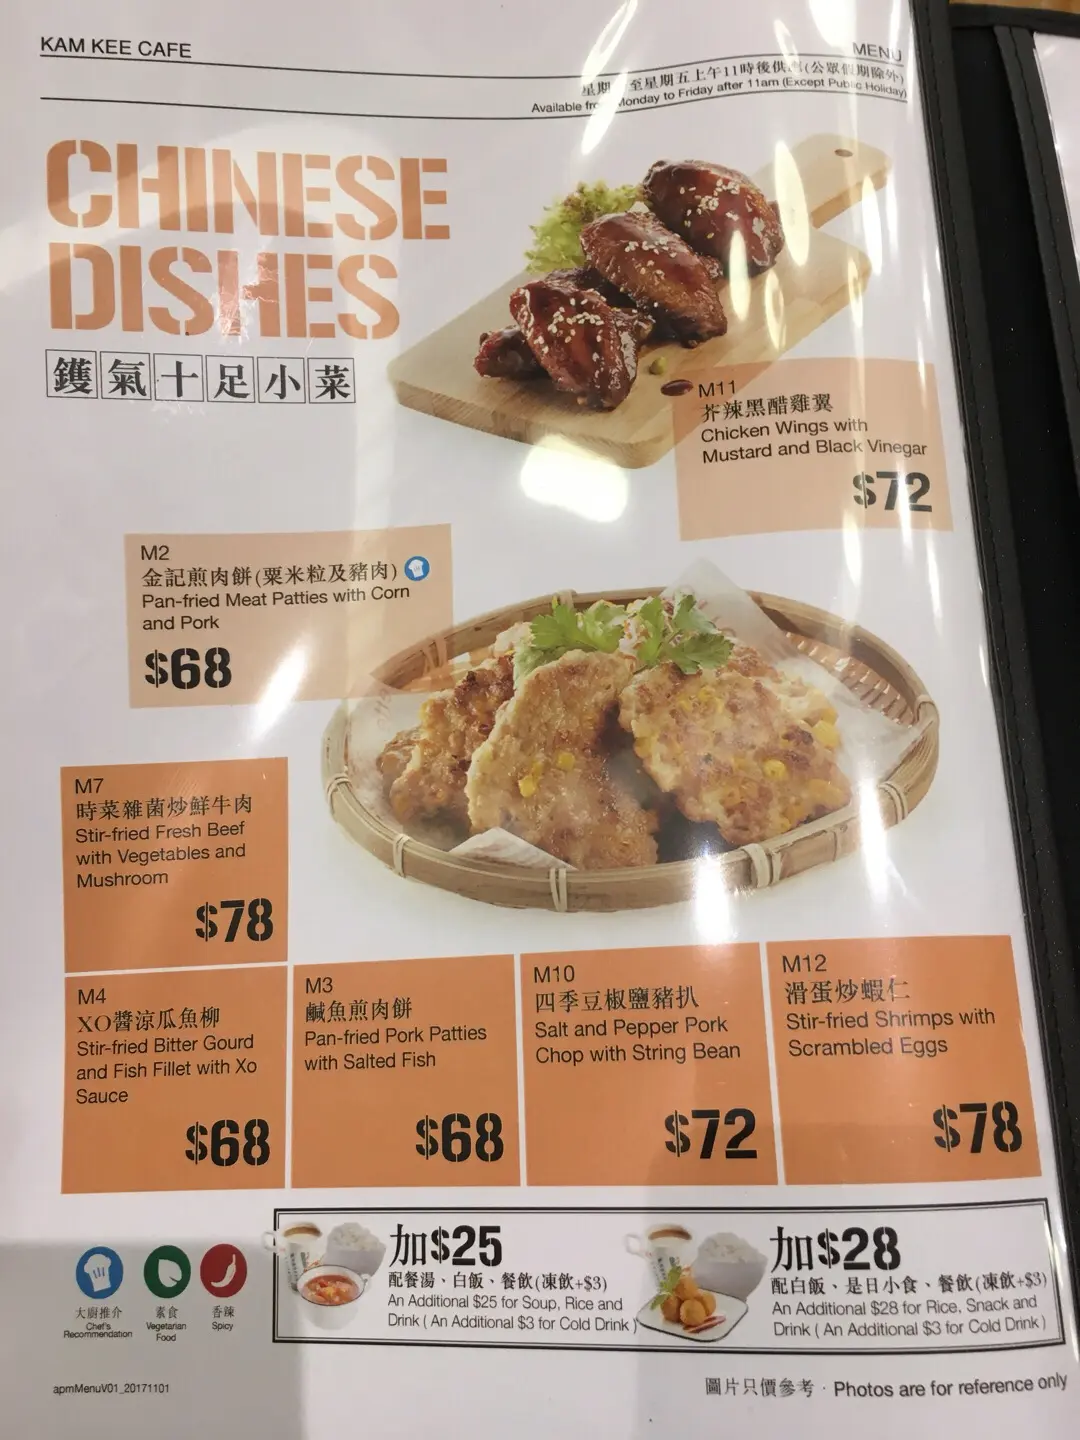 KAM KEE CAFE
MENU
星期 至星期五上午11時後供應(公眾假期除外)
Available from Monday to Friday after 11am (Except Public Holiday)
CHINESE
DISHES
鑊氣十足小菜
M11
芥辣黑醋雞翼
Chicken Wings with
Mustard and Black Vinegar
$72
M2
金記煎肉餅(粟米粒及豬肉)
Pan-fried Meat Patties with Corn
and Pork
$68
M7
時菜雜菌炒鮮牛肉
Stir-fried Fresh Beef
with Vegetables and
Mushroom
$78
M4
XO醬涼瓜魚柳
Stir-fried Bitter Gourd
and Fish Fillet with Xo
Sauce
$68
M3
鹹魚煎肉餅
Pan-fried Pork Patties
with Salted Fish
$68
M10
四季豆椒鹽豬扒
Salt and Pepper Pork
Chop with String Bean
$72
M12
滑蛋炒蝦仁
Stir-fried Shrimps with
Scrambled Eggs
$78
大廚推介
Chef's
Recommendation
素食
Vegetarian
Food
香辣
Spicy
加$25
配餐湯、白飯、餐飲(凍飲+$3)
An Additional $25 for Soup, Rice and
Drink ( An Additional $3 for Cold Drink )
加$28
配白飯、是日小食、餐飲(凍飲+$3)
An Additional $28 for Rice, Snack and
Drink ( An Additional $3 for Cold Drink )
apmMenuV01_20171101
圖片只價參考 · Photos are for reference only